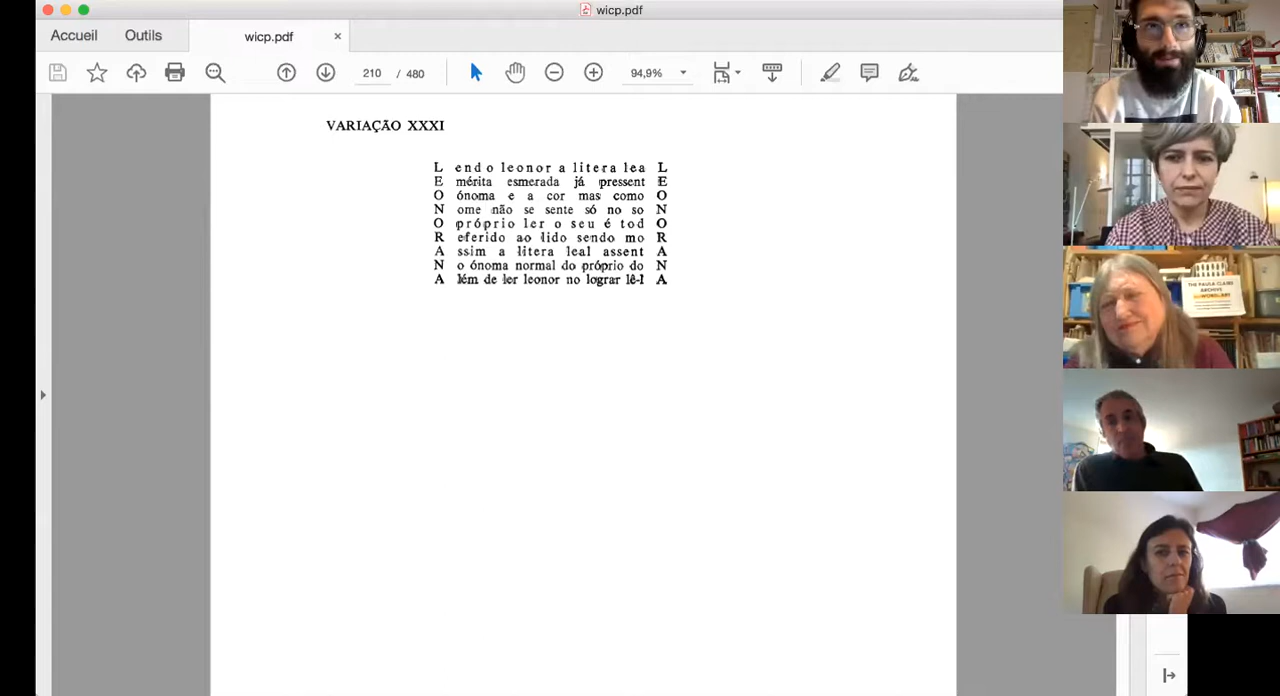 wicp.pdf
Accueil Outils wicp.pdf ×
210 / 480 94,9%
VARIAÇÃO XXXI
L endo leonor a litera lea L
E mérita esmerada já pressent E
O ónoma e a cor mas como O
N ome não se sente só no so N
O próprio ler o seu é tod O
R eferido ao lido sendo mo R
A ssim a litera leal assent A
N o ónoma normal do próprio do N
A lém de ler leonor no lograr lê-l A
THE PAULA CLAIRE
ARCHIVE